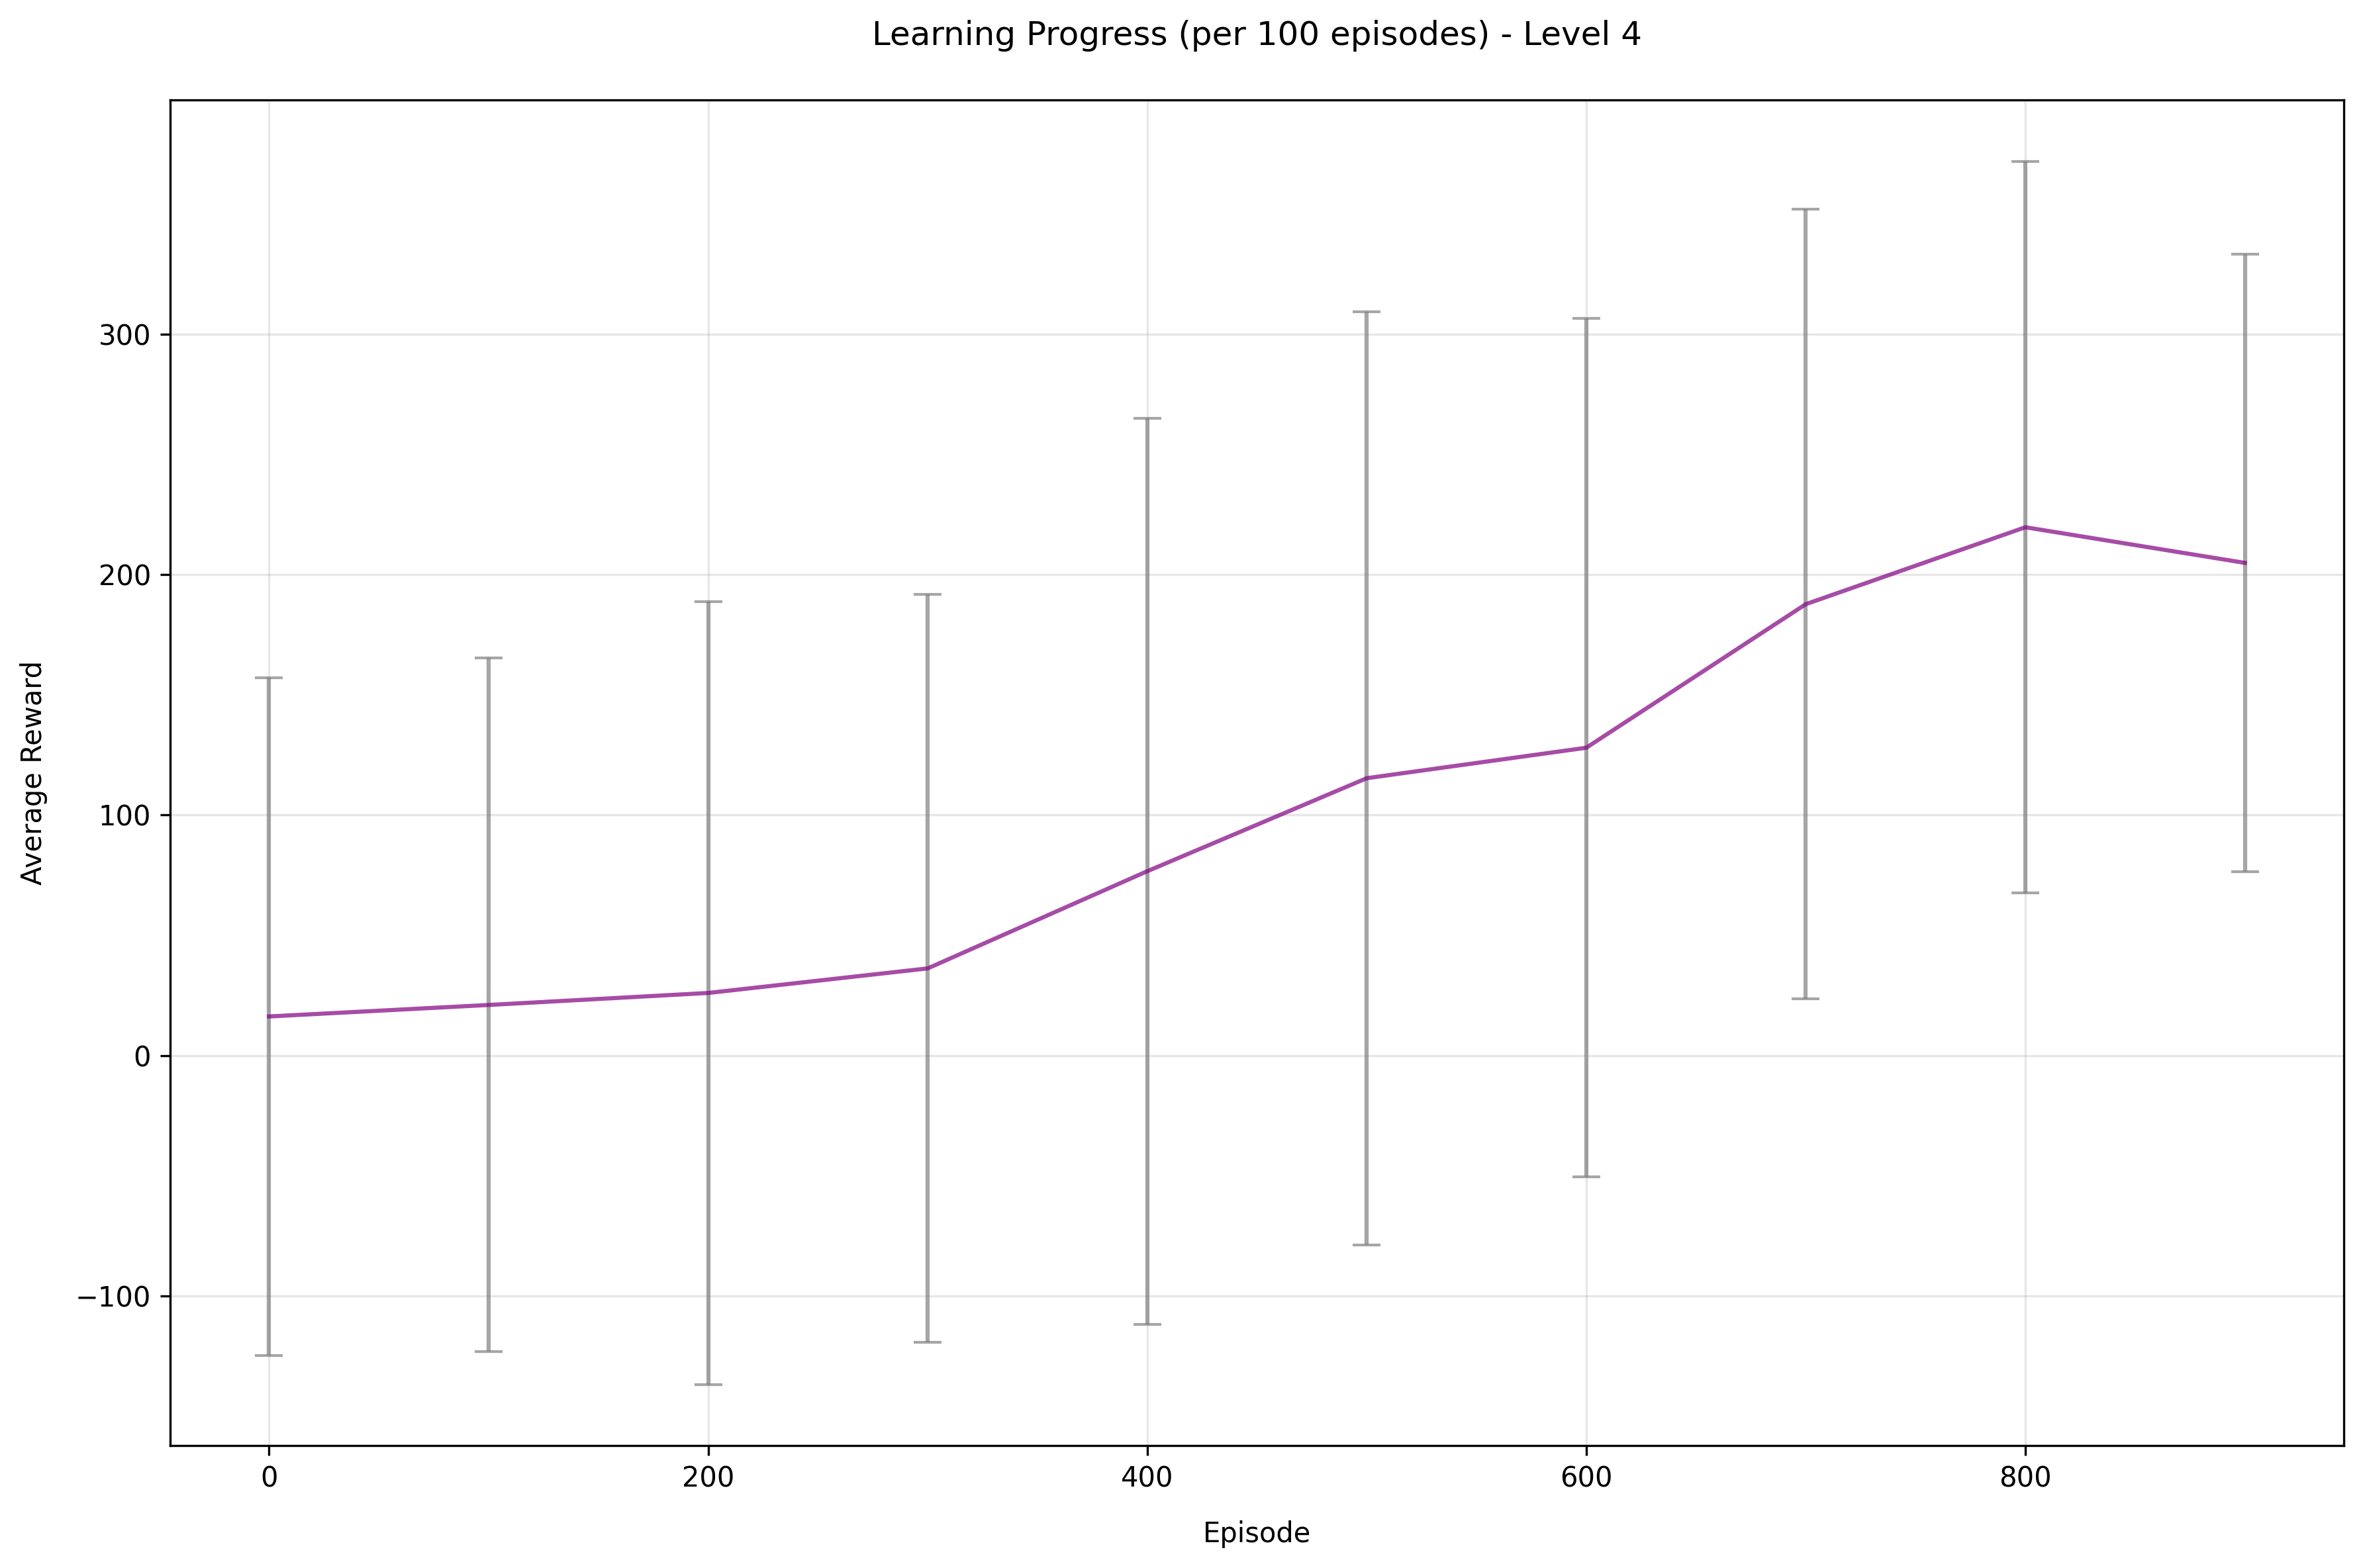 Learning Progress (per 100 episodes) - Level 4
Average Reward
300
200
100
0
−100
0 200 400 600 800
Episode